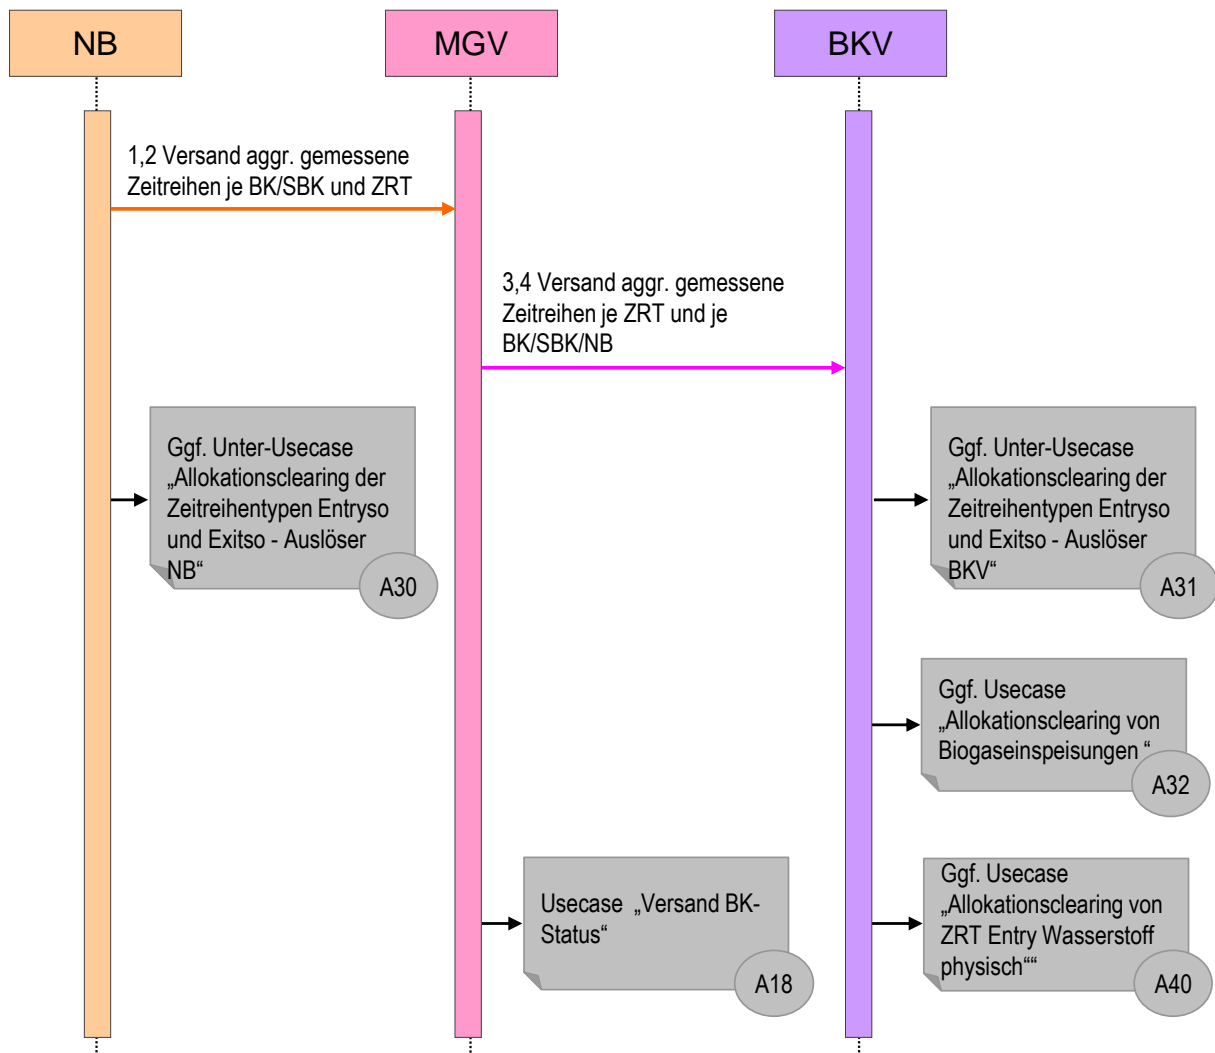 NB
MGV
BKV
1,2 Versand aggr. gemessene
Zeitreihen je BK/SBK und ZRT
3,4 Versand aggr. gemessene
Zeitreihen je ZRT und je
BK/SBK/NB
Ggf. Unter-Usecase
„Allokationsclearing der
Zeitreihentypen Entryso
und Exitso - Auslöser
NB“
A30
Ggf. Unter-Usecase
„Allokationsclearing der
Zeitreihentypen Entryso
und Exitso - Auslöser
BKV“
A31
Ggf. Usecase
„Allokationsclearing von
Biogaseinspeisungen “
A32
Usecase „Versand BK-
Status“
A18
Ggf. Usecase
„Allokationsclearing von
ZRT Entry Wasserstoff
physisch““
A40